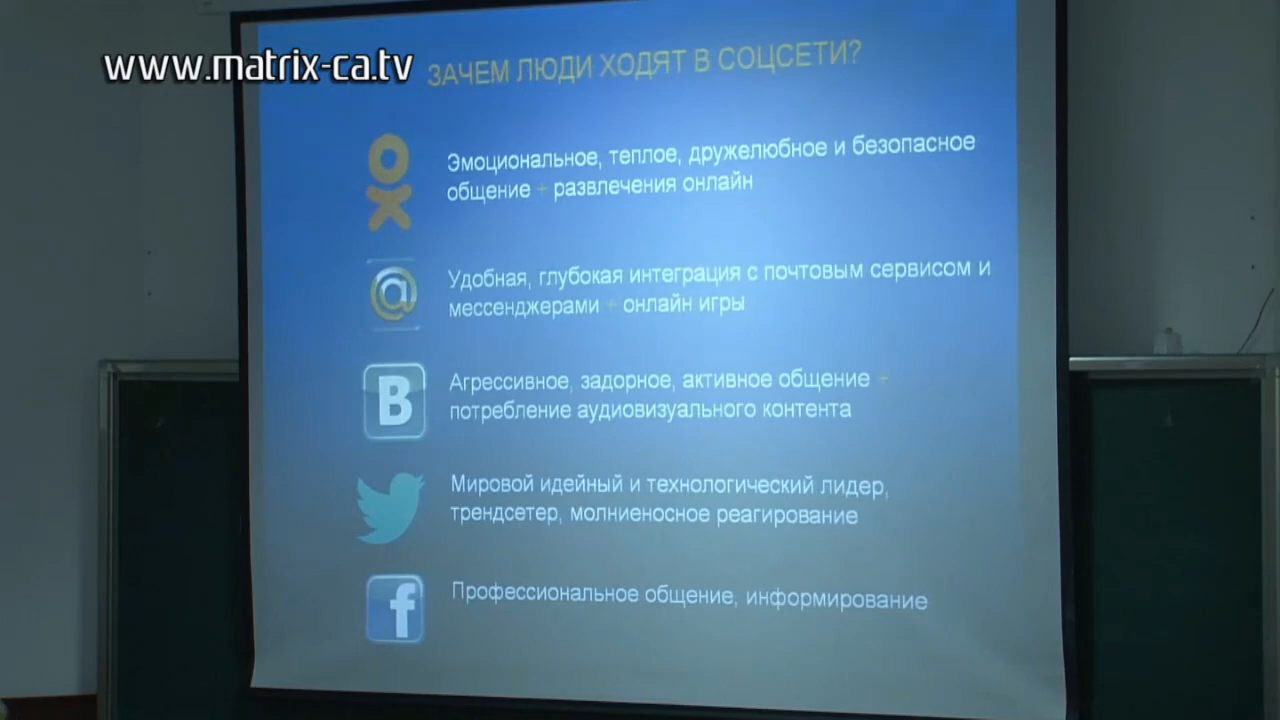 www.matrix-ca.tv
ЗАЧЕМ ЛЮДИ ХОДЯТ В СОЦСЕТИ?
Эмоциональное, теплое, дружелюбное и безопасное
общение + развлечения онлайн
@
Удобная, глубокая интеграция с почтовым сервисом и
мессенджерами + онлайн игры
В
Агрессивное, задорное, активное общение +
потребление аудиовизуального контента
Мировой идейный и технологический лидер,
трендсетер, молниеносное реагирование
f
Профессиональное общение, информирование